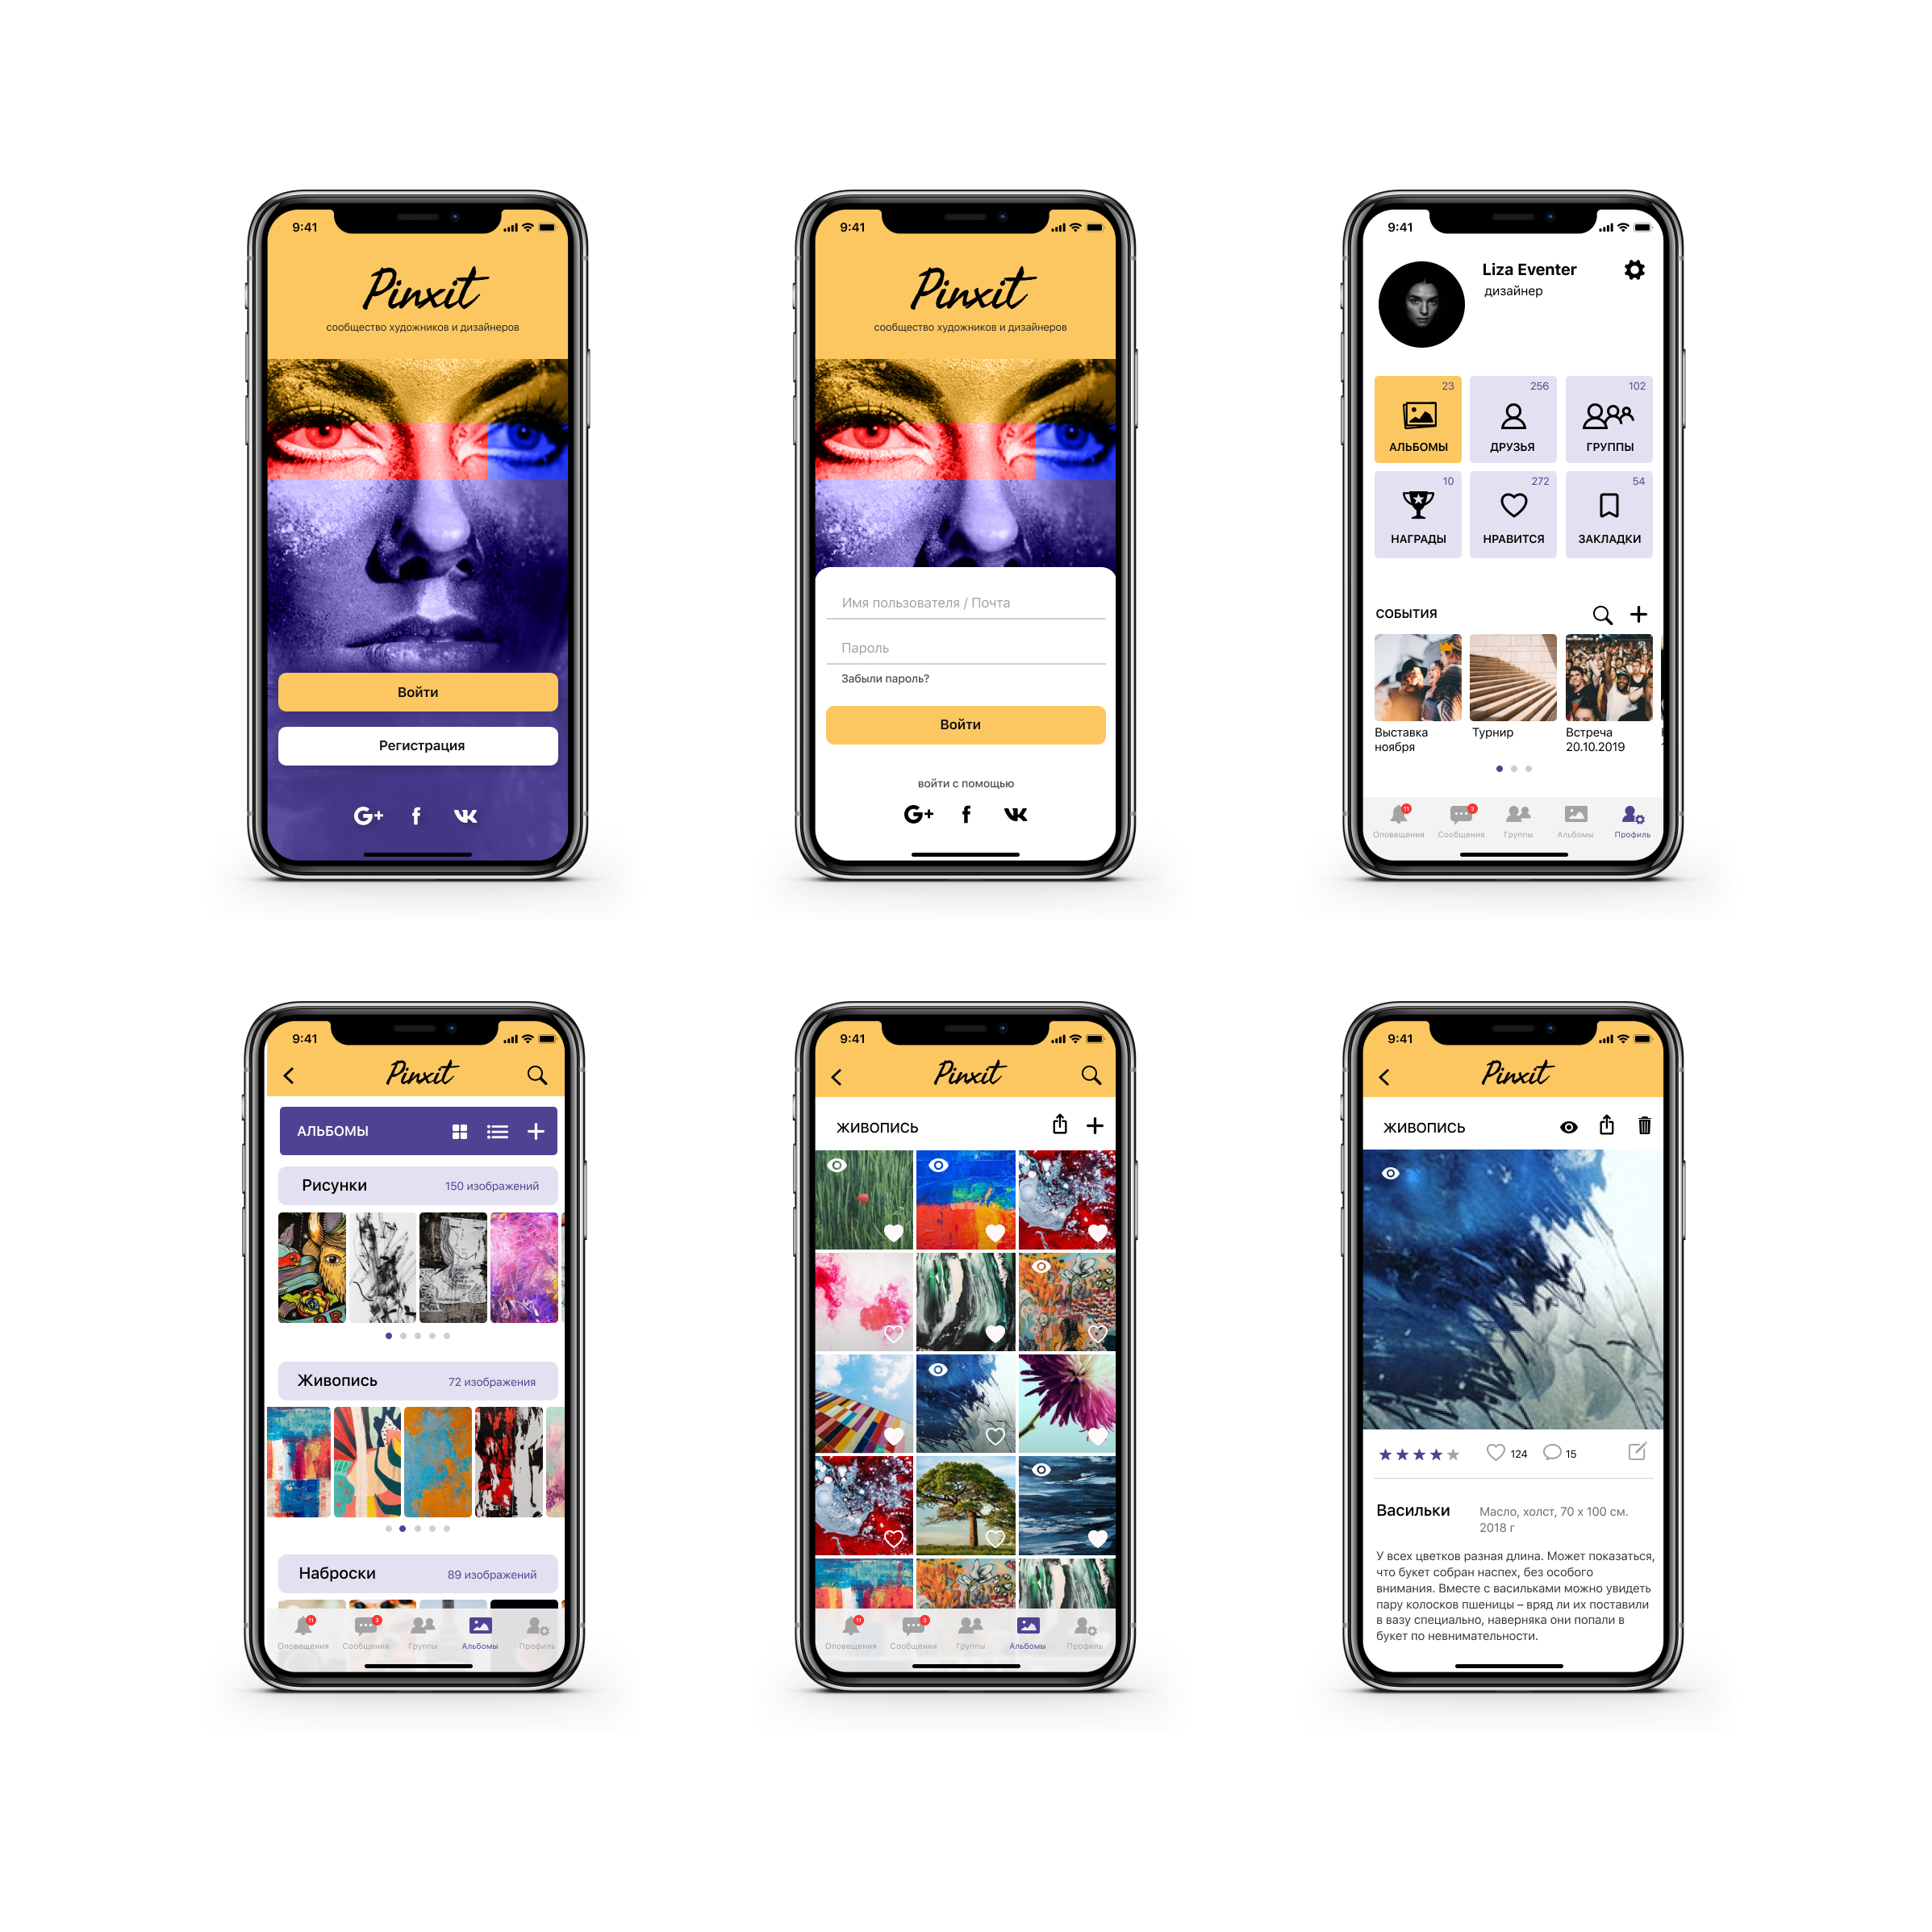 9:41
Pinxit
сообщество художников и дизайнеров
Войти
Регистрация
G+ f
9:41
Pinxit
сообщество художников и дизайнеров
Имя пользователя / Почта
Пароль
Забыли пароль?
Войти
войти с помощью
G+ f
9:41
Liza Eventer
дизайнер
23 256 102
АЛЬБОМЫ ДРУЗЬЯ ГРУППЫ
10 272 54
НАГРАДЫ НРАВИТСЯ ЗАКЛАДКИ
СОБЫТИЯ
Выставка Турнир Встреча
ноября 20.10.2019
11 3
Оповещения Сообщения Группы Альбомы Профиль
9:41
Pinxit
АЛЬБОМЫ
Рисунки 150 изображений
Живопись 72 изображения
Наброски 89 изображений
11 3
Оповещения Сообщения Группы Альбомы Профиль
9:41
Pinxit
ЖИВОПИСЬ
11 3
Оповещения Сообщения Группы Альбомы Профиль
9:41
Pinxit
ЖИВОПИСЬ
124 15
Васильки Масло, холст, 70 х 100 см.
2018 г
У всех цветков разная длина. Может показаться,
что букет собран наспех, без особого
внимания. Вместе с васильками можно увидеть
пару колосков пшеницы – вряд ли их поставили
в вазу специально, наверняка они попали в
букет по невнимательности.